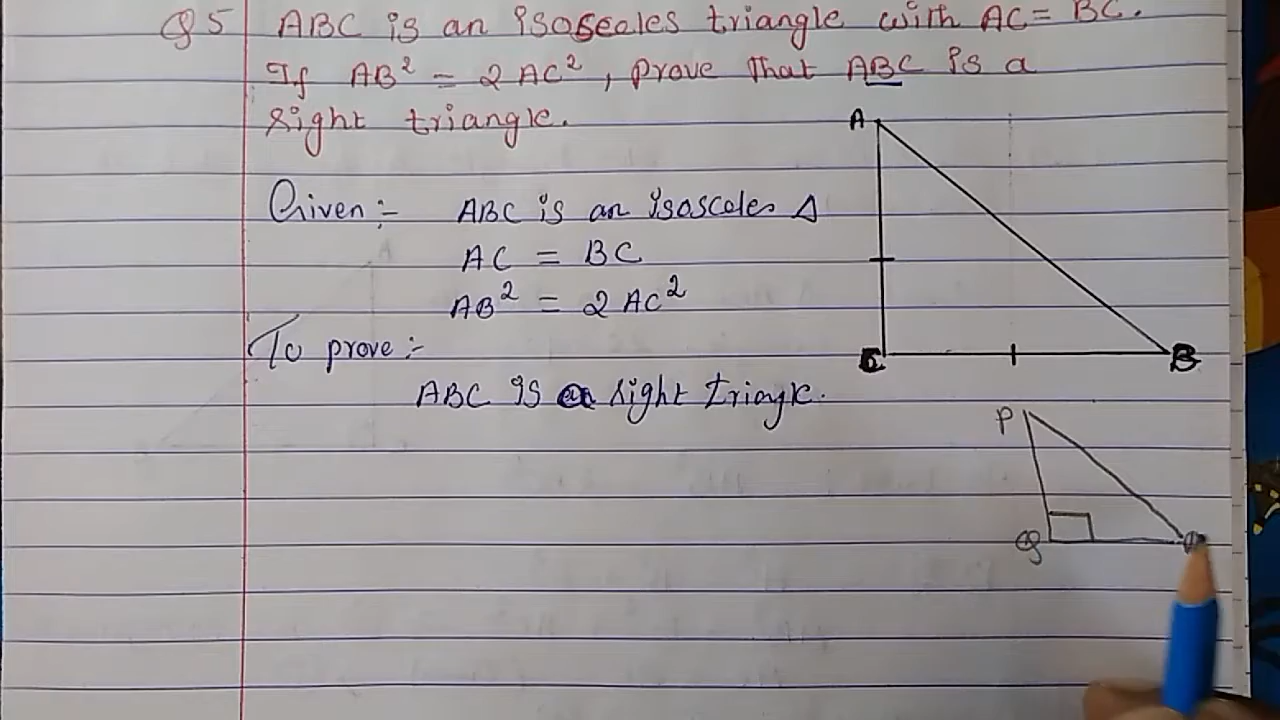 Q5 ABC is an isosceles triangle with AC = BC.
If AB² = 2AC², prove that ABC is a
right triangle.
Given :- ABC is an isosceles Δ
AC = BC
AB² = 2AC²
To prove :-
ABC is a right triangle.
A
C
B
P
Q